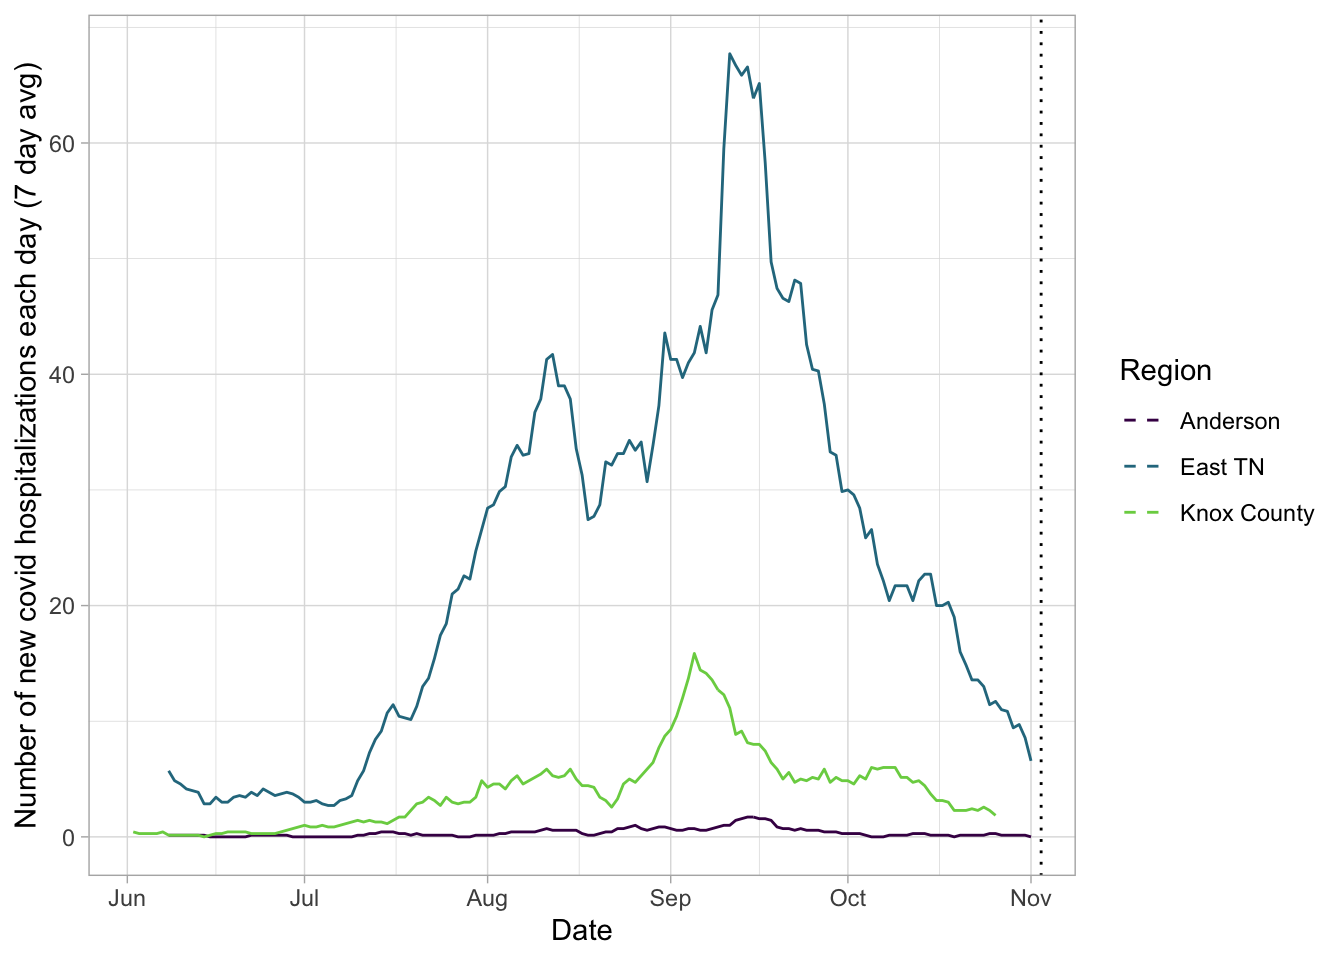 Number of new covid hospitalizations each day (7 day avg)
60
40
20
0
Jun Jul Aug Sep Oct Nov
Date
Region
Anderson
East TN
Knox County